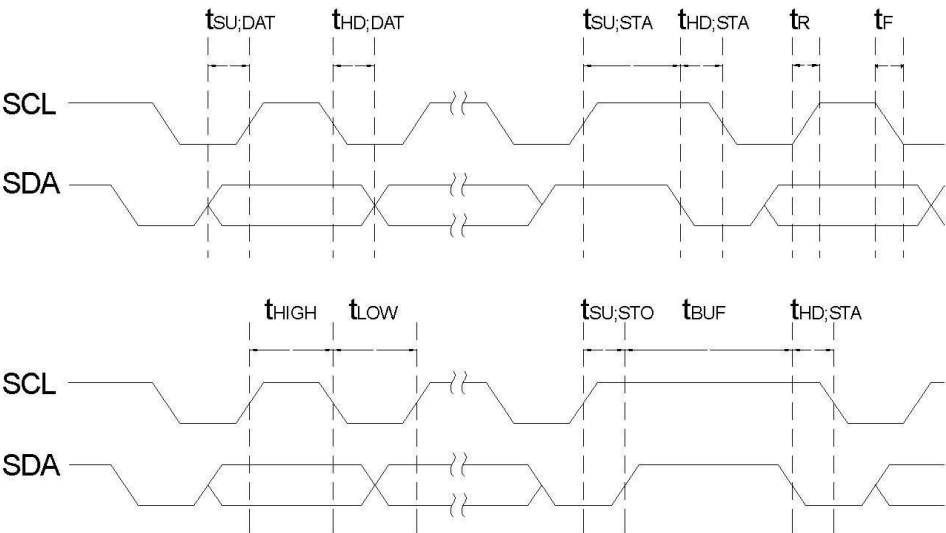 tSU;DAT tHD;DAT tSU;STA tHD;STA tR tF
SCL
SDA
tHIGH tLOW tSU;STO tBUF tHD;STA
SCL
SDA